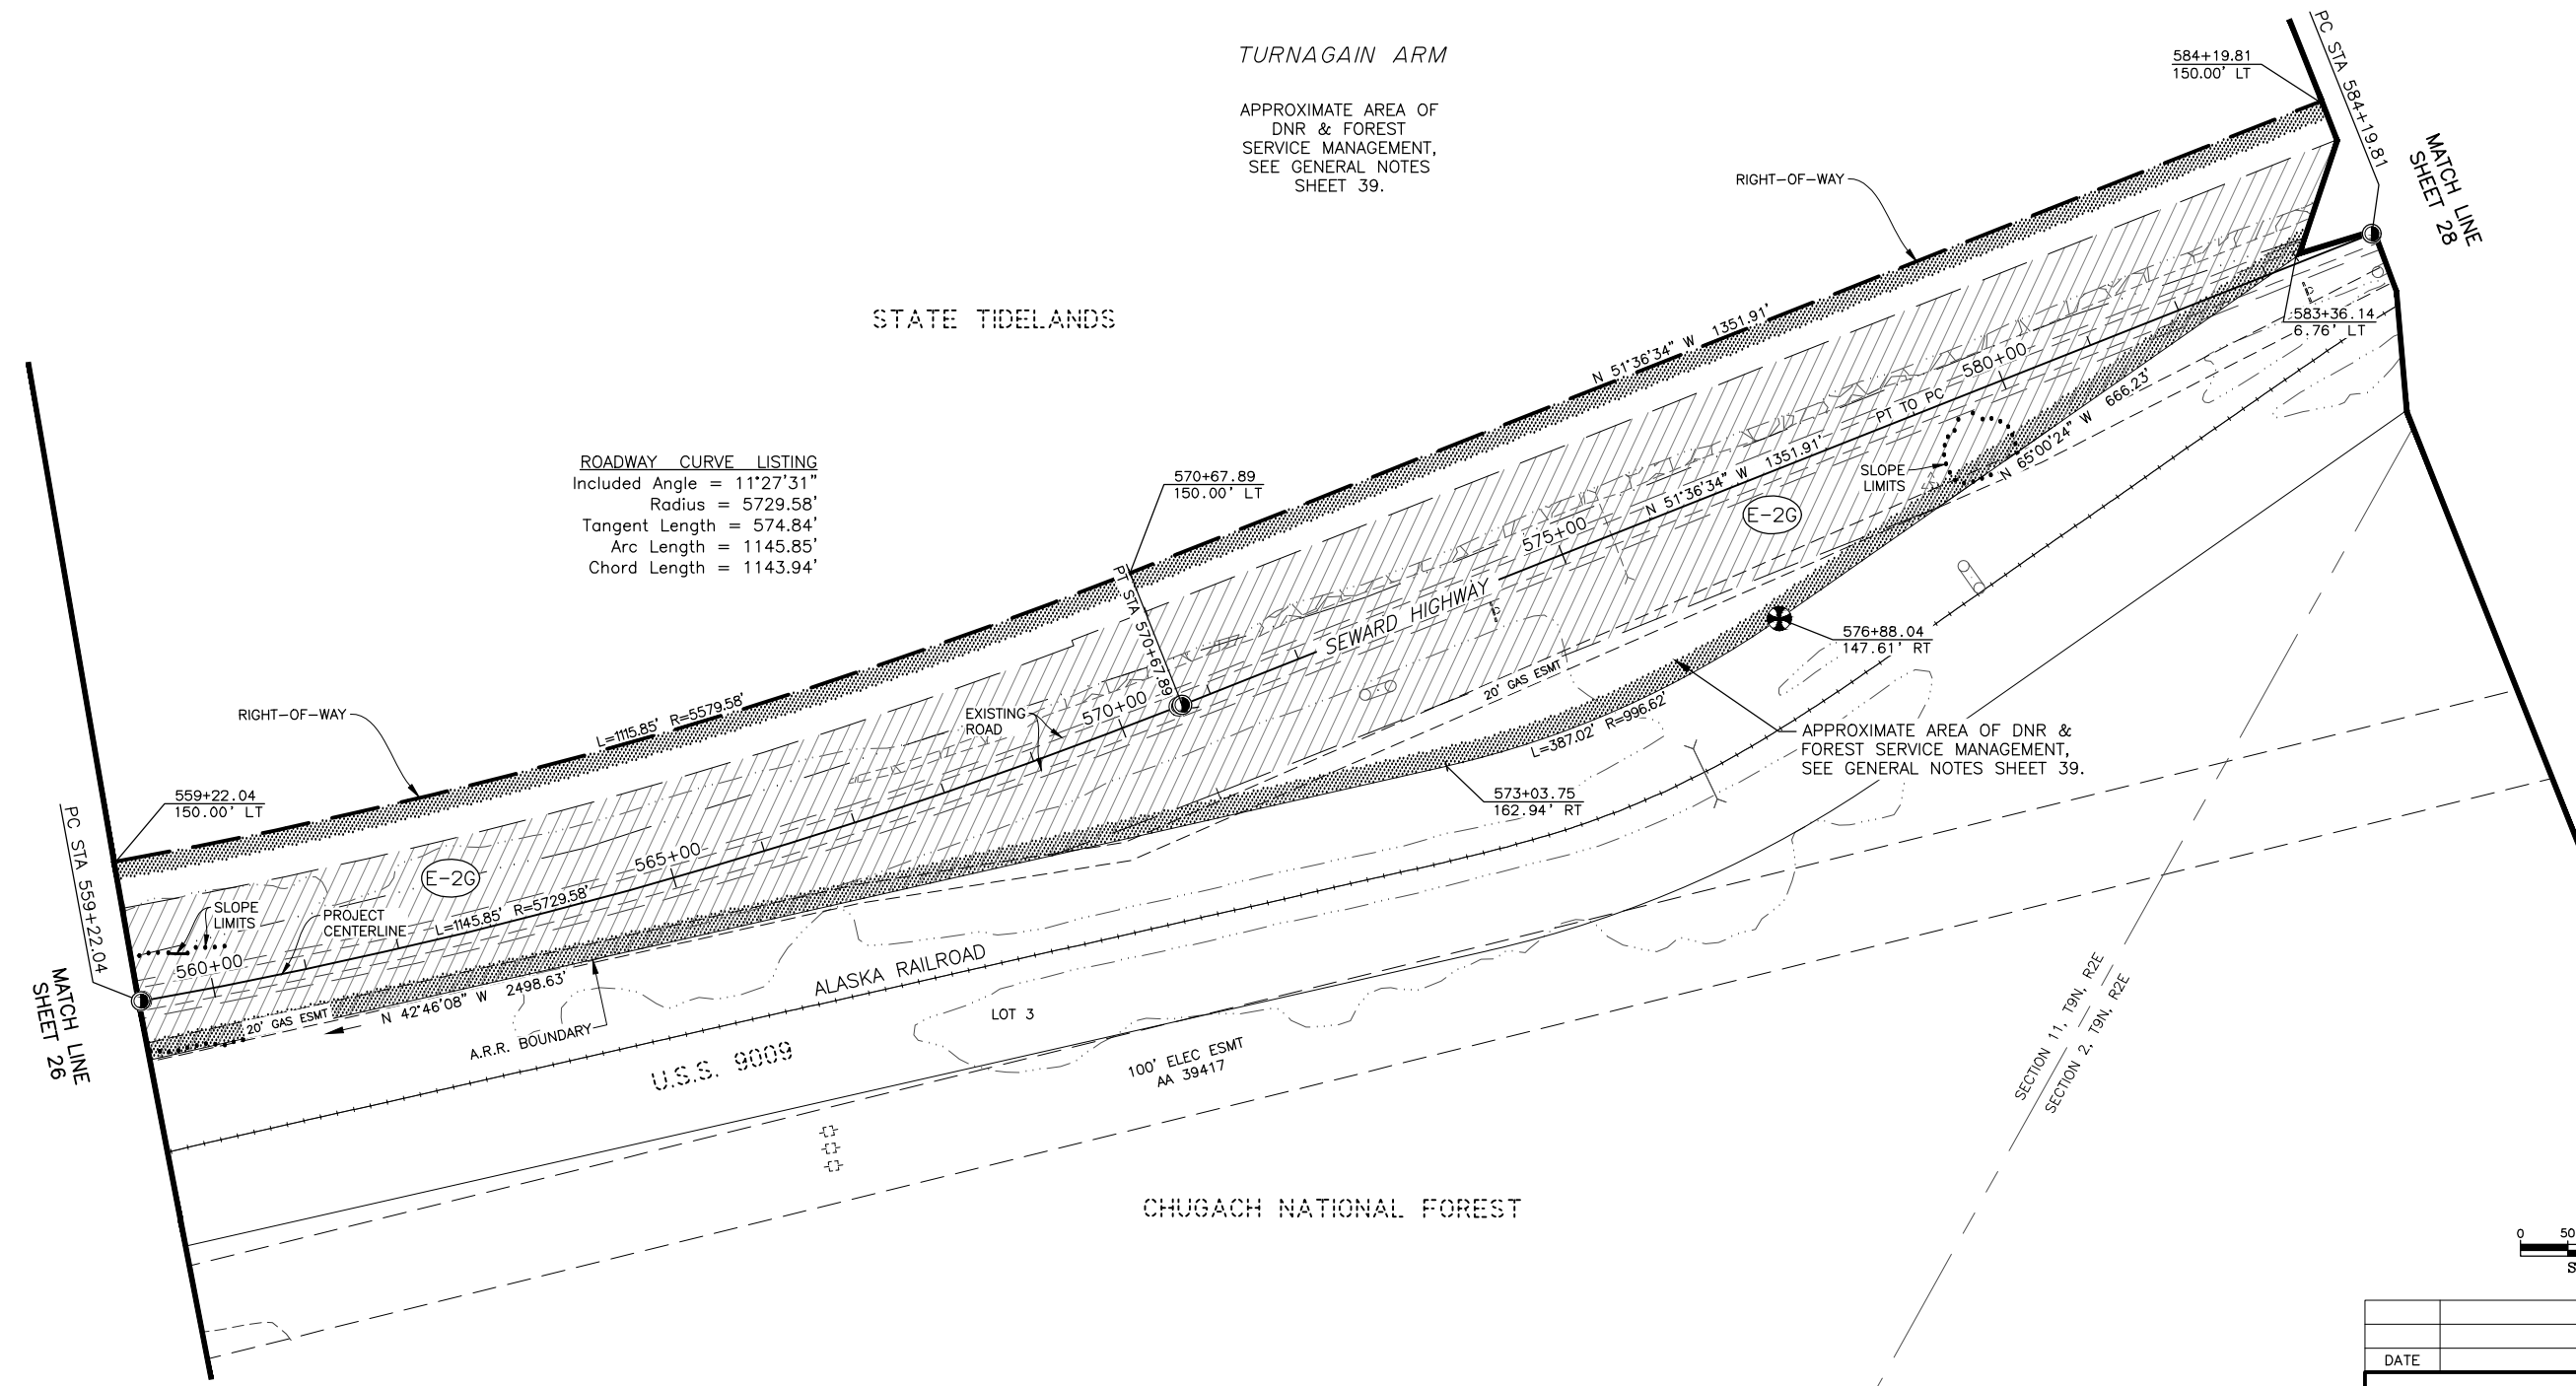 TURNAGAIN ARM
APPROXIMATE AREA OF
DNR & FOREST
SERVICE MANAGEMENT,
SEE GENERAL NOTES
SHEET 39.
584+19.81
150.00' LT
PC STA 584+19.81
MATCH LINE
SHEET 28
RIGHT-OF-WAY
STATE TIDELANDS
N 51°36'34" W 1351.91'
583+36.14
6.76' LT
580+00
PT TO PC
N 65°00'24" W 666.23'
ROADWAY CURVE LISTING
Included Angle = 11°27'31"
Radius = 5729.58'
Tangent Length = 574.84'
Arc Length = 1145.85'
Chord Length = 1143.94'
570+67.89
150.00' LT
PT STA 570+67.89
N 51°36'34" W 1351.91'
SLOPE
LIMITS
E-2G
575+00
SEWARD HIGHWAY
576+88.04
147.61' RT
20' GAS ESMT
RIGHT-OF-WAY
L=1115.85' R=5579.58'
EXISTING
ROAD
570+00
L=387.02' R=996.62'
APPROXIMATE AREA OF DNR &
FOREST SERVICE MANAGEMENT,
SEE GENERAL NOTES SHEET 39.
573+03.75
162.94' RT
559+22.04
150.00' LT
PC STA 559+22.04
MATCH LINE
SHEET 26
E-2G
565+00
SLOPE
LIMITS
PROJECT
CENTERLINE
L=1145.85' R=5729.58'
560+00
20' GAS ESMT
N 42°46'08" W 2498.63'
A.R.R. BOUNDARY
ALASKA RAILROAD
LOT 3
U.S.S. 9009
100' ELEC ESMT
AA 39417
SECTION 11, T9N, R2E
SECTION 2, T9N, R2E
CHUGACH NATIONAL FOREST
0 50
S
DATE